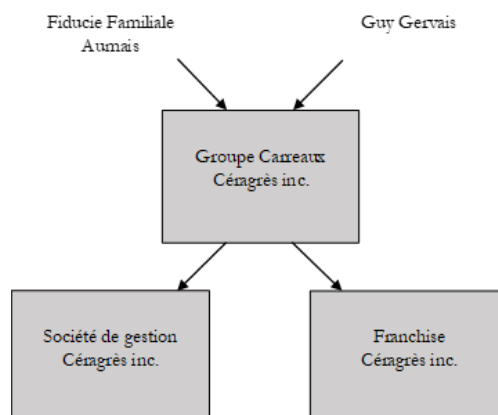 Fiducie Familiale
Aumais
Guy Gervais
Groupe Carreaux
Céragrès inc.
Société de gestion
Céragrès inc.
Franchise
Céragrès inc.